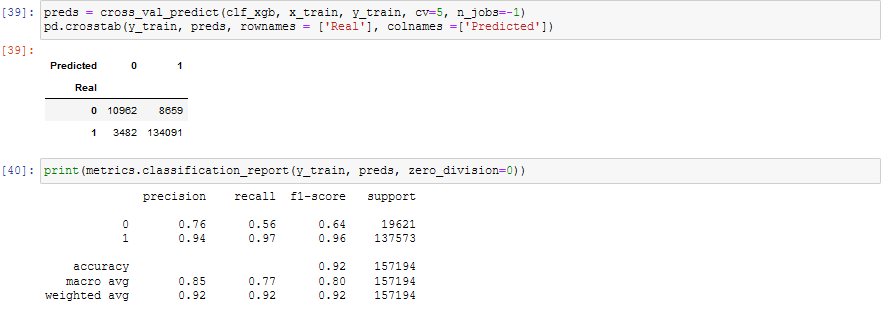 [39]: preds = cross_val_predict(clf_xgb, x_train, y_train, cv=5, n_jobs=-1)
pd.crosstab(y_train, preds, rownames = ['Real'], colnames =['Predicted'])
[39]:
Predicted 0 1
Real
0 10962 8659
1 3482 134091
[40]: print(metrics.classification_report(y_train, preds, zero_division=0))
precision recall f1-score support
0 0.76 0.56 0.64 19621
1 0.94 0.97 0.96 137573
accuracy 0.92 157194
macro avg 0.85 0.77 0.80 157194
weighted avg 0.92 0.92 0.92 157194